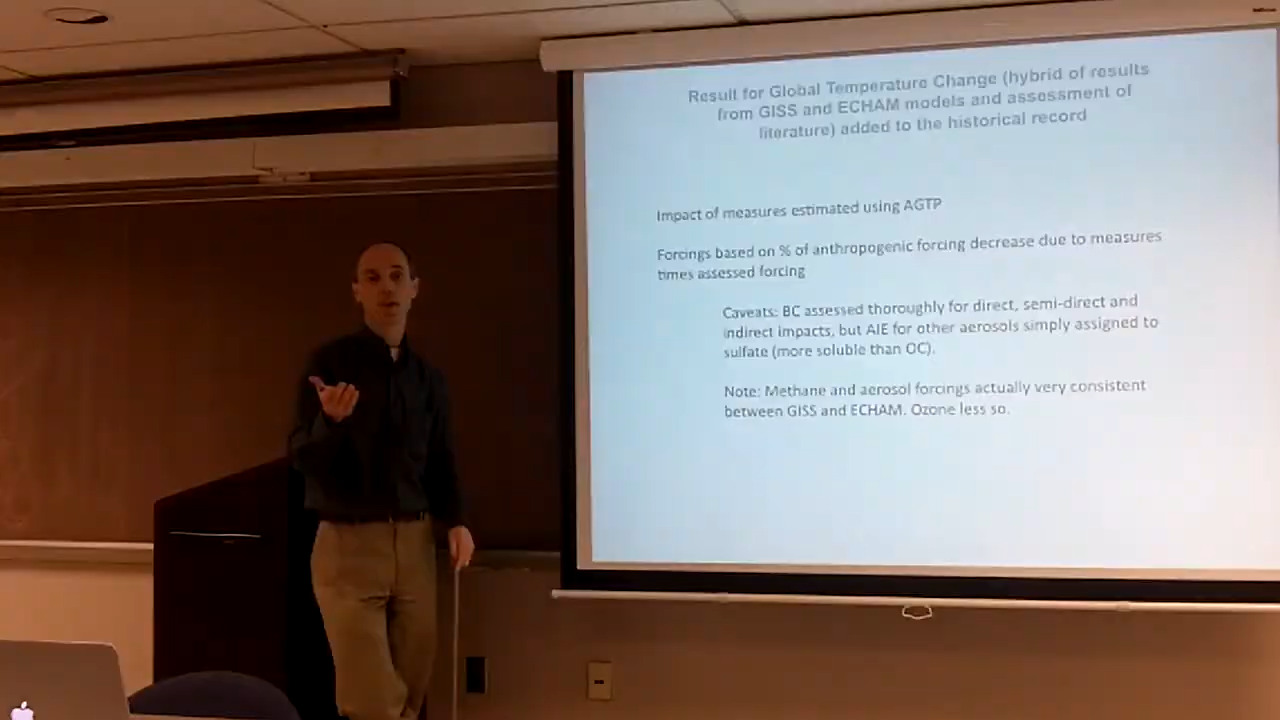 Result for Global Temperature Change (hybrid of results
from GISS and ECHAM models and assessment of
literature) added to the historical record
Impact of measures estimated using AGTP
Forcings based on % of anthropogenic forcing decrease due to measures
times assessed forcing
Caveats: BC assessed thoroughly for direct, semi-direct and
indirect impacts, but AIE for other aerosols simply assigned to
sulfate (more soluble than OC).
Note: Methane and aerosol forcings actually very consistent
between GISS and ECHAM. Ozone less so.